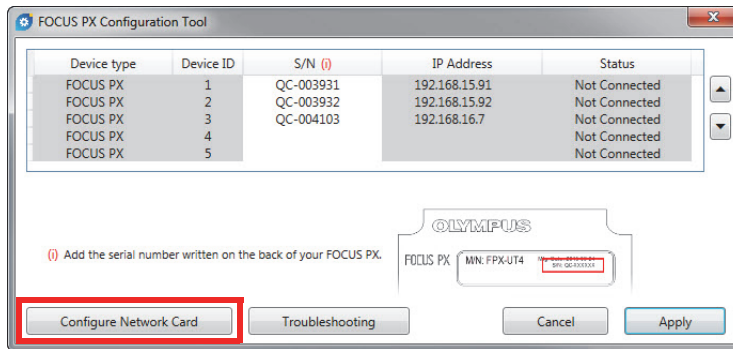 FOCUS PX Configuration Tool
Device type Device ID S/N (i) IP Address Status
FOCUS PX 1 QC-003931 192.168.15.91 Not Connected
FOCUS PX 2 QC-003932 192.168.15.92 Not Connected
FOCUS PX 3 QC-004103 192.168.16.7 Not Connected
FOCUS PX 4 Not Connected
FOCUS PX 5 Not Connected
OLYMPUS
(i) Add the serial number written on the back of your FOCUS PX.
FOCUS PX M/N: FPX-UT4
S/N: QC-XXXXXX
Configure Network Card Troubleshooting Cancel Apply